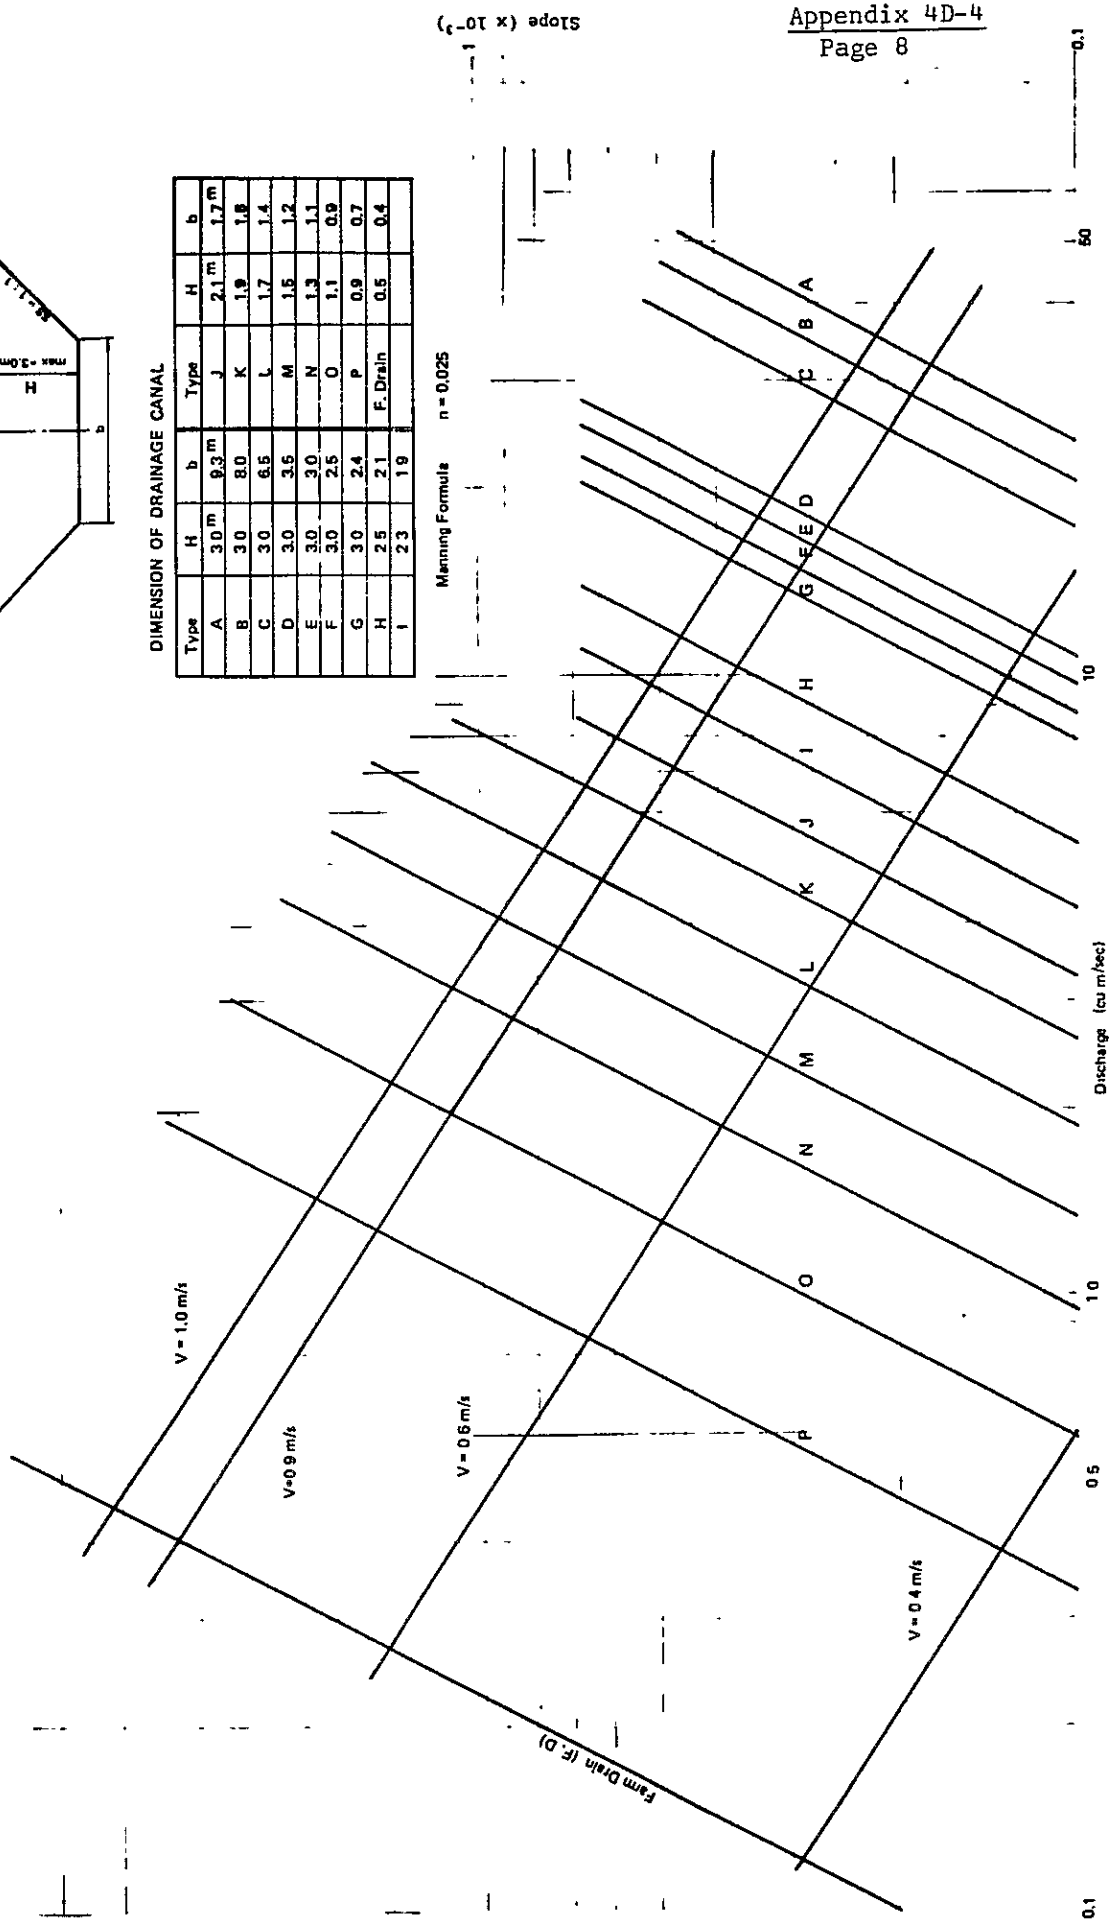 Appendix 4D-4
Page 8
SS = 1 : 1
H
max = 3.0m
b
DIMENSION OF DRAINAGE CANAL
Type H b Type H b
A 3 0 m 9.3 m J 2.1 m 1.7 m
B 3 0 8.0 K 1.9 1.6
C 3 0 6.5 L 1.7 1.4
D 3.0 3.5 M 1.5 1.2
E 3.0 3 0 N 1.3 1.1
F 3.0 2.5 O 1.1 0.9
G 3 0 2.4 P 0.9 0.7
H 2 5 2 1 F. Drain 0.5 0.4
I 2 3 1 9
Manning Formula n = 0.025
Slope (x 10⁻³)
1
0.1
V = 1.0 m/s
V=0 9 m/s
V = 0 6 m/s
V = 0 4 m/s
Farm Drain (F. D)
P
O
N
M
L
K
J
I
H
G
F
E
D
C
B
A
0.1
0 5
1 0
10
50
Discharge (cu m/sec)